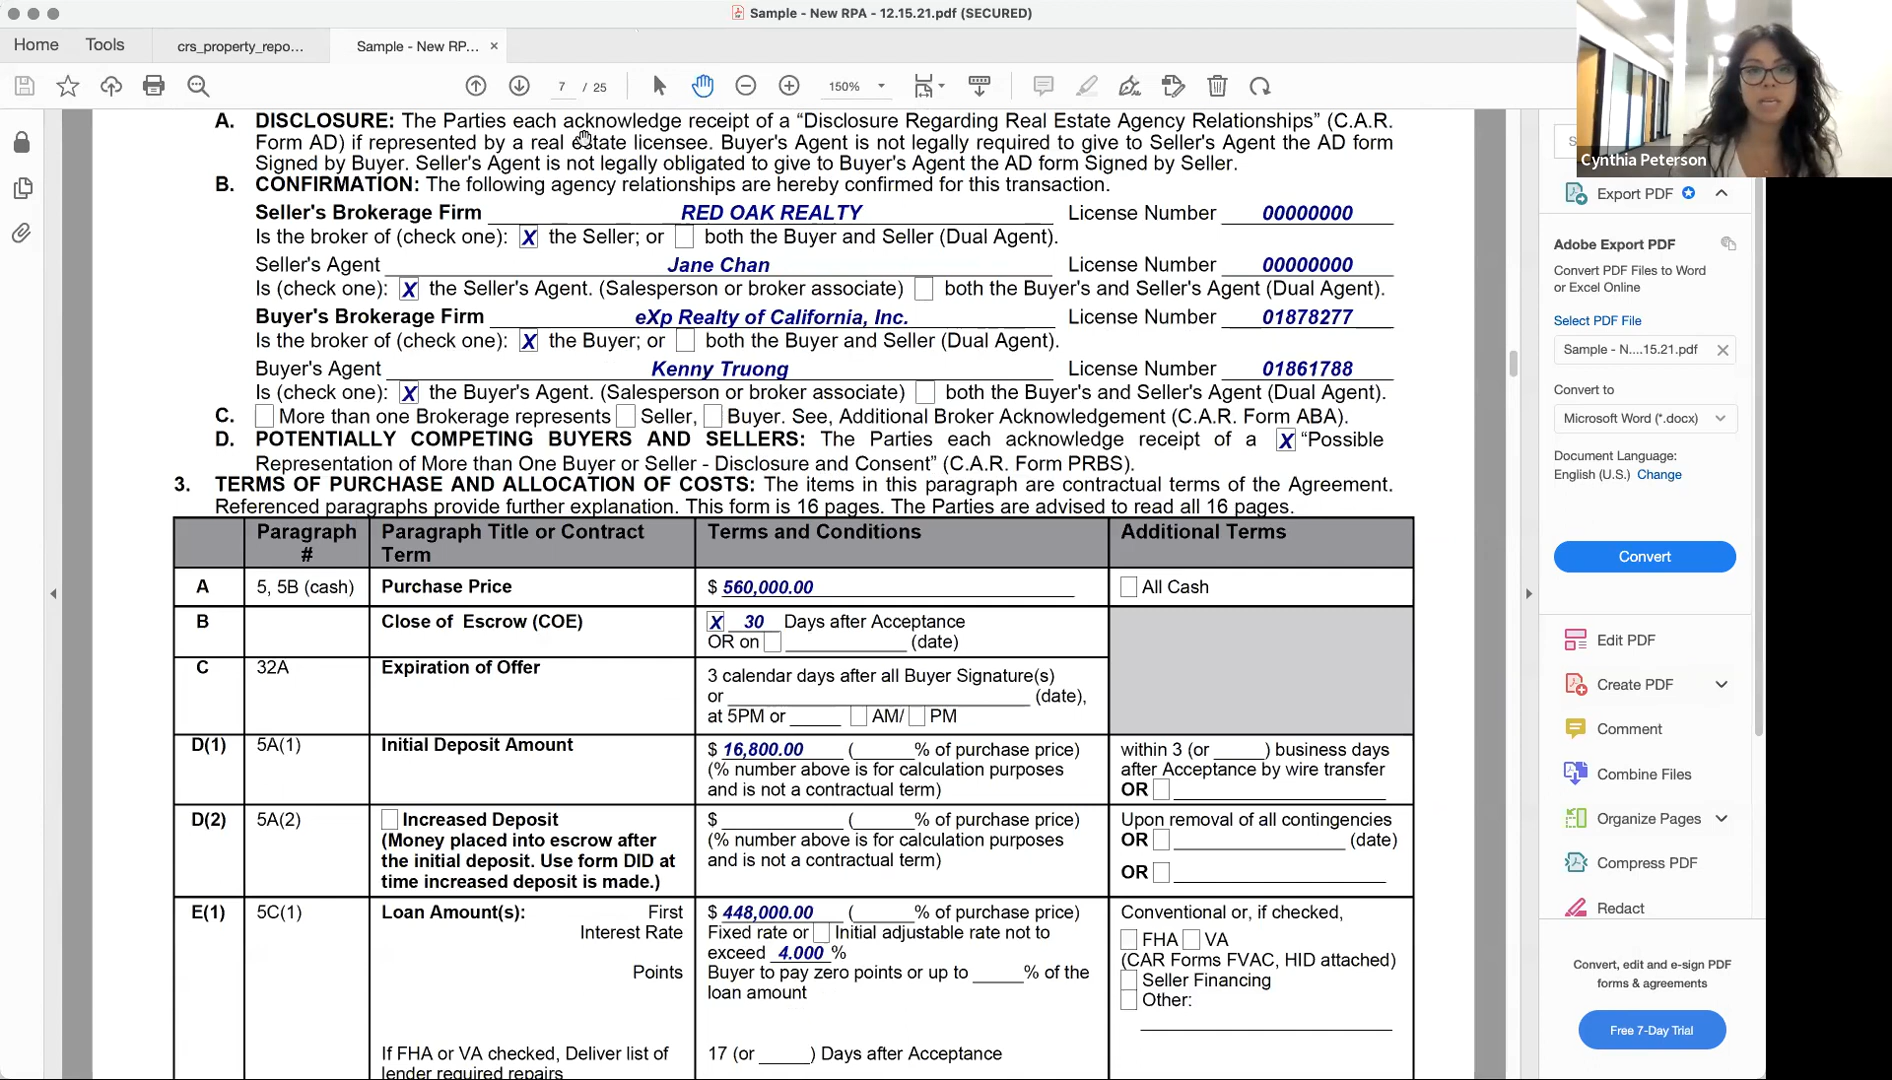 Sample - New RPA - 12.15.21.pdf (SECURED)
Home
Tools
crs_property_repo...
Sample - New RP... ×
7 / 25
150%
Cynthia Peterson
A. DISCLOSURE: The Parties each acknowledge receipt of a “Disclosure Regarding Real Estate Agency Relationships” (C.A.R.
Form AD) if represented by a real estate licensee. Buyer's Agent is not legally required to give to Seller's Agent the AD form
Signed by Buyer. Seller's Agent is not legally obligated to give to Buyer's Agent the AD form Signed by Seller.
B. CONFIRMATION: The following agency relationships are hereby confirmed for this transaction.
Seller's Brokerage Firm RED OAK REALTY License Number 00000000
Is the broker of (check one): X the Seller; or both the Buyer and Seller (Dual Agent).
Seller's Agent Jane Chan License Number 00000000
Is (check one): X the Seller's Agent. (Salesperson or broker associate) both the Buyer's and Seller's Agent (Dual Agent).
Buyer's Brokerage Firm eXp Realty of California, Inc. License Number 01878277
Is the broker of (check one): X the Buyer; or both the Buyer and Seller (Dual Agent).
Buyer's Agent Kenny Truong License Number 01861788
Is (check one): X the Buyer's Agent. (Salesperson or broker associate) both the Buyer's and Seller's Agent (Dual Agent).
C. More than one Brokerage represents Seller, Buyer. See, Additional Broker Acknowledgement (C.A.R. Form ABA).
D. POTENTIALLY COMPETING BUYERS AND SELLERS: The Parties each acknowledge receipt of a X “Possible
Representation of More than One Buyer or Seller - Disclosure and Consent” (C.A.R. Form PRBS).
3. TERMS OF PURCHASE AND ALLOCATION OF COSTS: The items in this paragraph are contractual terms of the Agreement.
Referenced paragraphs provide further explanation. This form is 16 pages. The Parties are advised to read all 16 pages.
Paragraph
#
Paragraph Title or Contract
Term
Terms and Conditions
Additional Terms
A
5, 5B (cash)
Purchase Price
$ 560,000.00
All Cash
B
Close of Escrow (COE)
X 30 Days after Acceptance
OR on ____________ (date)
C
32A
Expiration of Offer
3 calendar days after all Buyer Signature(s)
or ______________________________ (date),
at 5PM or _____ AM/ PM
D(1)
5A(1)
Initial Deposit Amount
$ 16,800.00 (______% of purchase price)
(% number above is for calculation purposes
and is not a contractual term)
within 3 (or _____) business days
after Acceptance by wire transfer
OR _____________________
D(2)
5A(2)
Increased Deposit
(Money placed into escrow after
the initial deposit. Use form DID at
time increased deposit is made.)
$ ____________ (______% of purchase price)
(% number above is for calculation purposes
and is not a contractual term)
Upon removal of all contingencies
OR _________________ (date)
OR _____________________
E(1)
5C(1)
Loan Amount(s): First
Interest Rate
Points
If FHA or VA checked, Deliver list of
lender required repairs
$ 448,000.00 (______% of purchase price)
Fixed rate or Initial adjustable rate not to
exceed 4.000 %
Buyer to pay zero points or up to _____% of the
loan amount
17 (or _____) Days after Acceptance
Conventional or, if checked,
FHA VA
(CAR Forms FVAC, HID attached)
Seller Financing
Other:
_________________________
Export PDF
Adobe Export PDF
Convert PDF Files to Word
or Excel Online
Select PDF File
Sample - N....15.21.pdf
Convert to
Microsoft Word (*.docx)
Document Language:
English (U.S.) Change
Convert
Edit PDF
Create PDF
Comment
Combine Files
Organize Pages
Compress PDF
Redact
Convert, edit and e-sign PDF
forms & agreements
Free 7-Day Trial